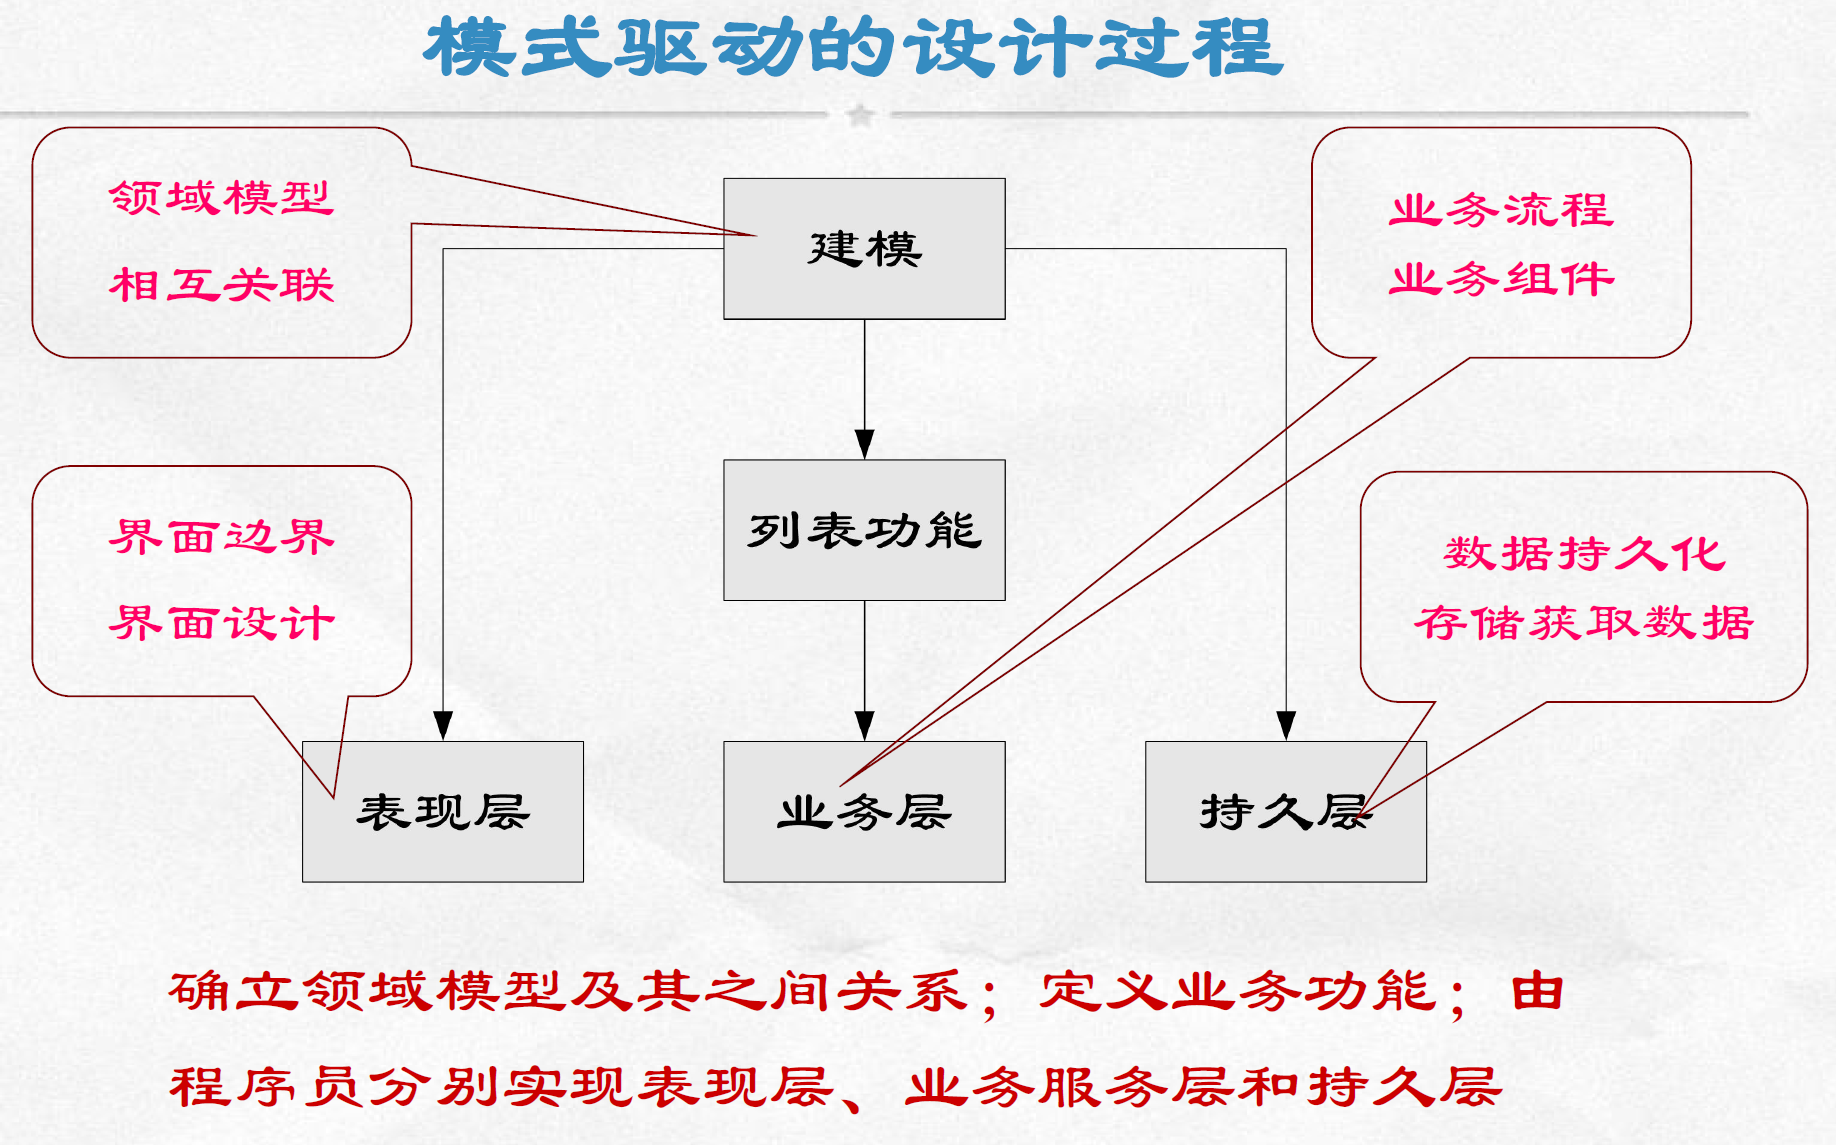 模式驱动的设计过程
领域模型
相互关联
建模
业务流程
业务组件
界面边界
界面设计
列表功能
数据持久化
存储获取数据
表现层
业务层
持久层
确立领域模型及其之间关系；定义业务功能；由
程序员分别实现表现层、业务服务层和持久层